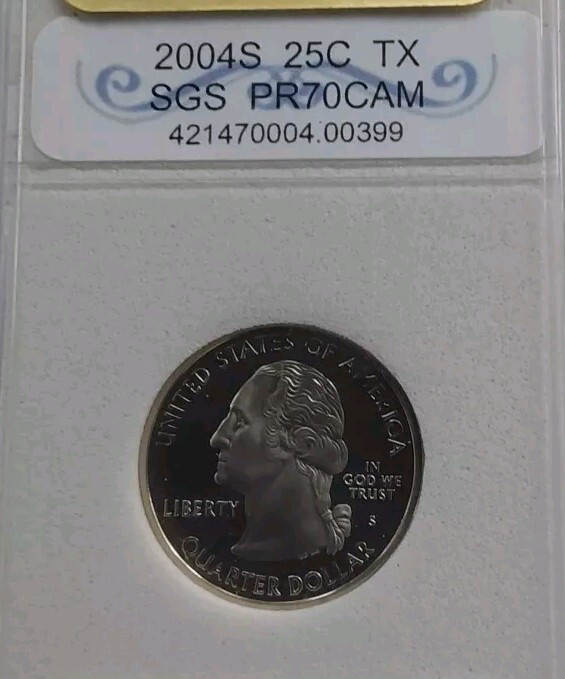 2004S 25C TX
SGS PR70CAM
421470004.00399
UNITED STATES OF AMERICA
IN
GOD WE
TRUST
LIBERTY
S
QUARTER DOLLAR